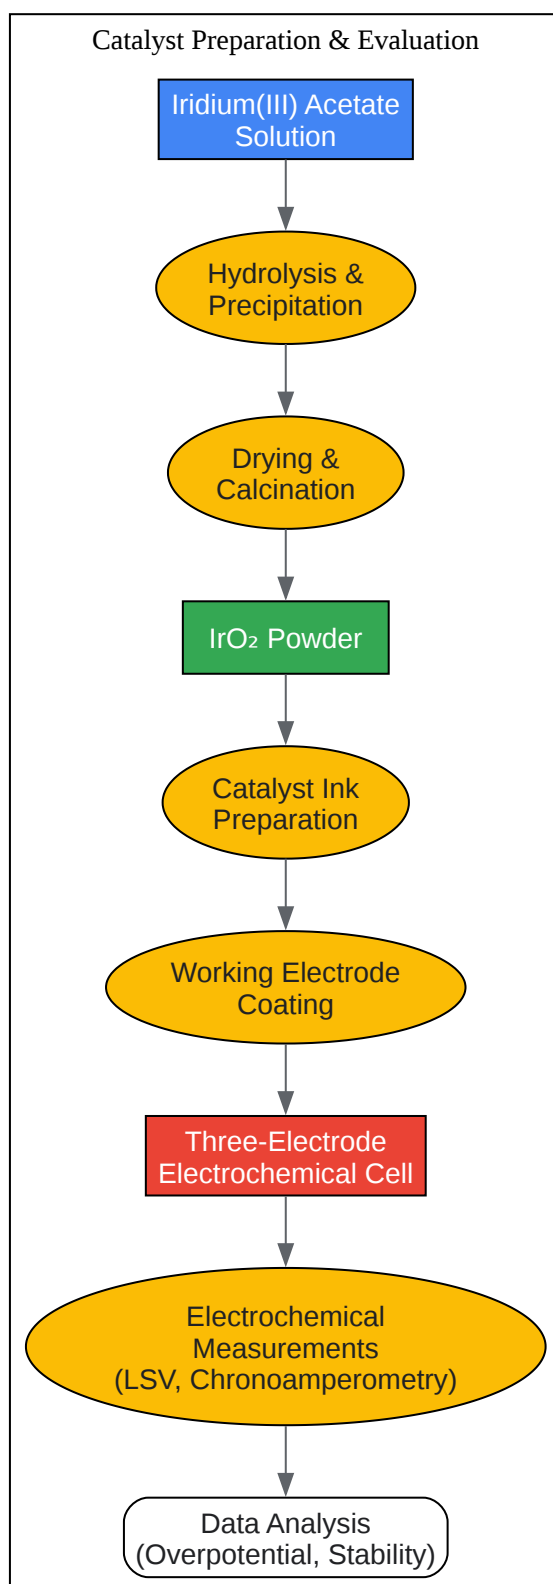 Catalyst Preparation & Evaluation
Iridium(III) Acetate
Solution
Hydrolysis &
Precipitation
Drying &
Calcination
IrO₂ Powder
Catalyst Ink
Preparation
Working Electrode
Coating
Three-Electrode
Electrochemical Cell
Electrochemical
Measurements
(LSV, Chronoamperometry)
Data Analysis
(Overpotential, Stability)